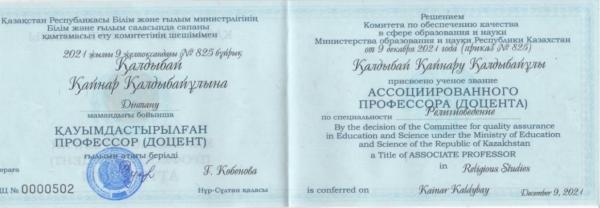 Қазақстан Республикасы Білім және ғылым министрлігінің
Білім және ғылым саласында сапаны
қамтамасыз ету комитетінің шешімімен
2021 жылғы 9 желтоқсандағы (№ 825 бұйрық)
Қалдыбай
Қайнар Қалдыбайұлына
Дінтану
мамандығы бойынша
ҚАУЫМДАСТЫРЫЛҒАН
ПРОФЕССОР (ДОЦЕНТ)
ғылыми атағы берілді
Г. Кобенова
№ 0000502
Нұр-Сұлтан қаласы
Решением
Комитета по обеспечению качества
в сфере образования и науки
Министерства образования и науки Республики Казахстан
от 9 декабря 2021 года (приказ № 825)
Қалдыбай Қайнару Қалдыбайұлы
присвоено ученое звание
АССОЦИИРОВАННОГО
ПРОФЕССОРА (ДОЦЕНТА)
по специальности Религиоведение
By the decision of the Committee for quality assurance
in Education and Science under the Ministry of Education
and Science of the Republic of Kazakhstan
a Title of ASSOCIATE PROFESSOR
in Religious Studies
is conferred on Kainar Kaldybay
December 9, 2021